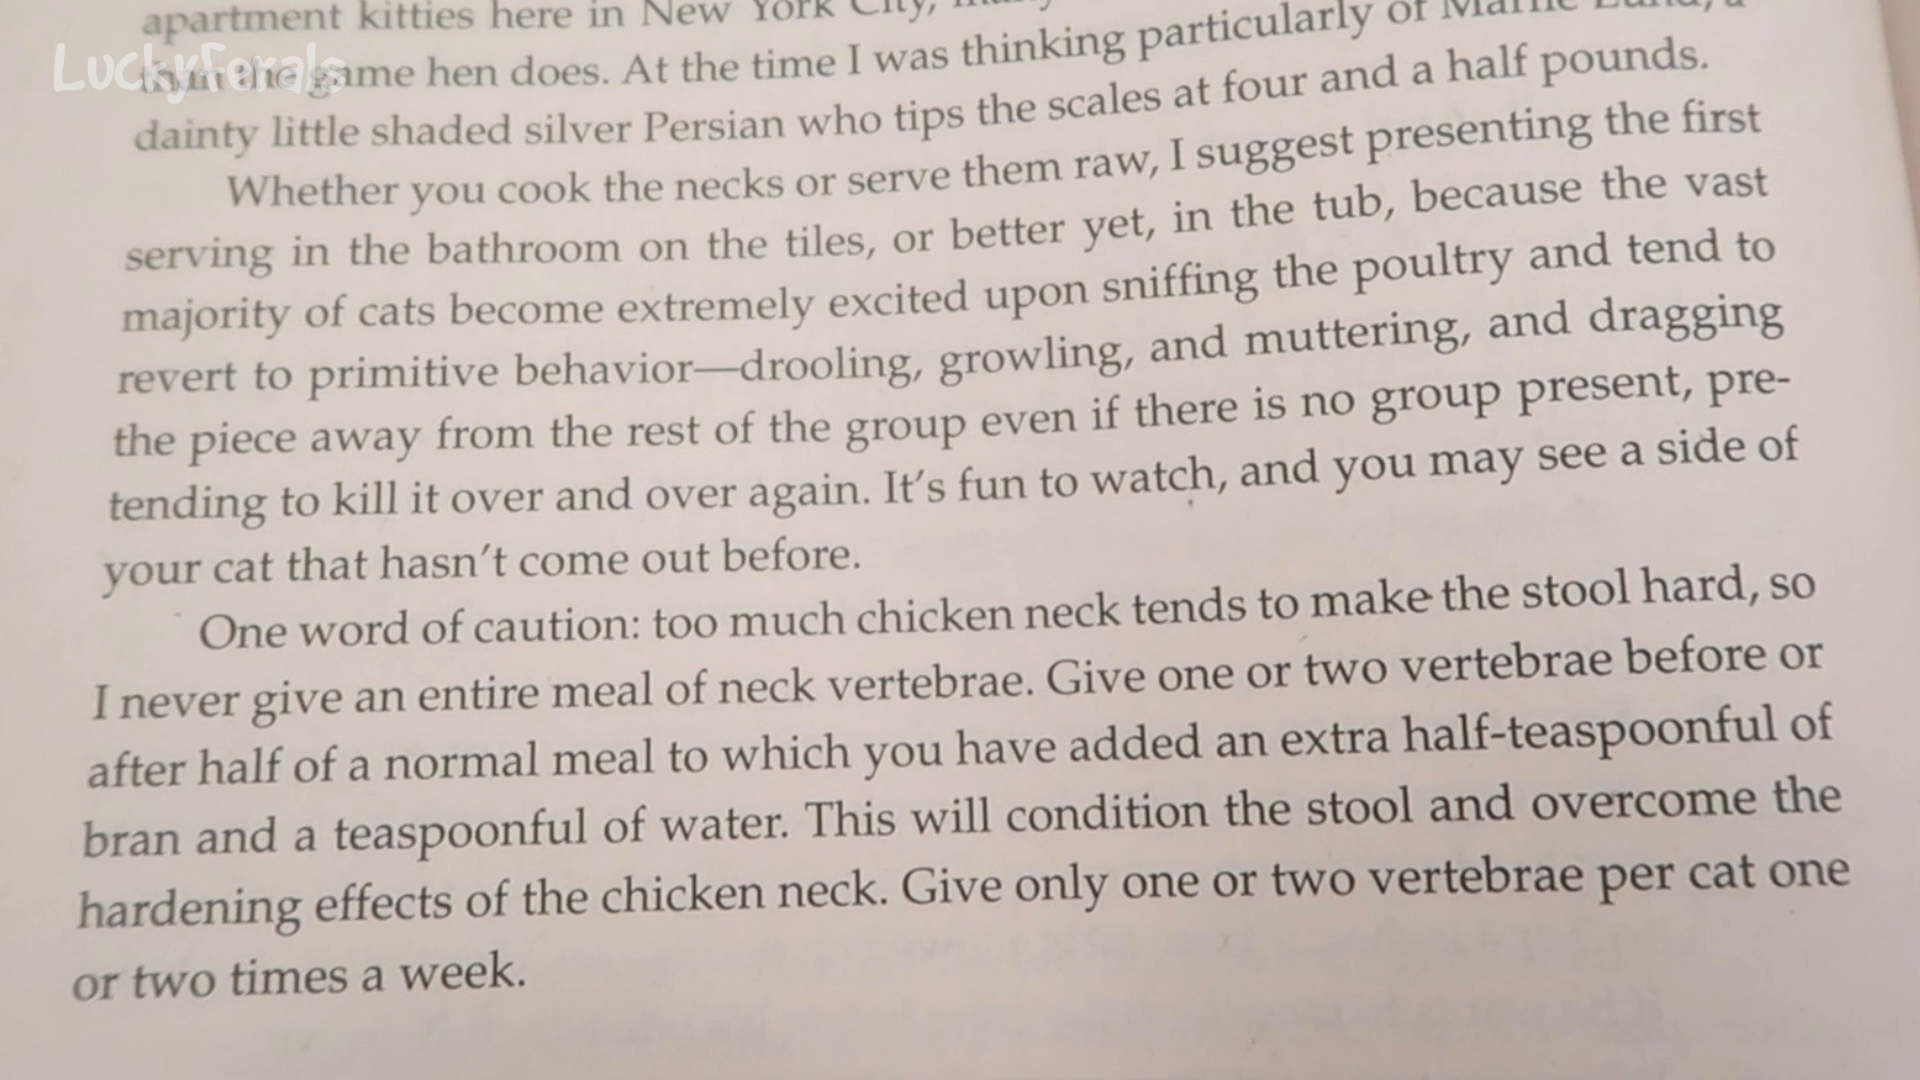 LuckyFerals
apartment kitties here in New York City,
than the game hen does. At the time I was thinking particularly of
dainty little shaded silver Persian who tips the scales at four and a half pounds.
Whether you cook the necks or serve them raw, I suggest presenting the first
serving in the bathroom on the tiles, or better yet, in the tub, because the vast
majority of cats become extremely excited upon sniffing the poultry and tend to
revert to primitive behavior—drooling, growling, and muttering, and dragging
the piece away from the rest of the group even if there is no group present, pre-
tending to kill it over and over again. It's fun to watch, and you may see a side of
your cat that hasn't come out before.
One word of caution: too much chicken neck tends to make the stool hard, so
I never give an entire meal of neck vertebrae. Give one or two vertebrae before or
after half of a normal meal to which you have added an extra half-teaspoonful of
bran and a teaspoonful of water. This will condition the stool and overcome the
hardening effects of the chicken neck. Give only one or two vertebrae per cat one
or two times a week.